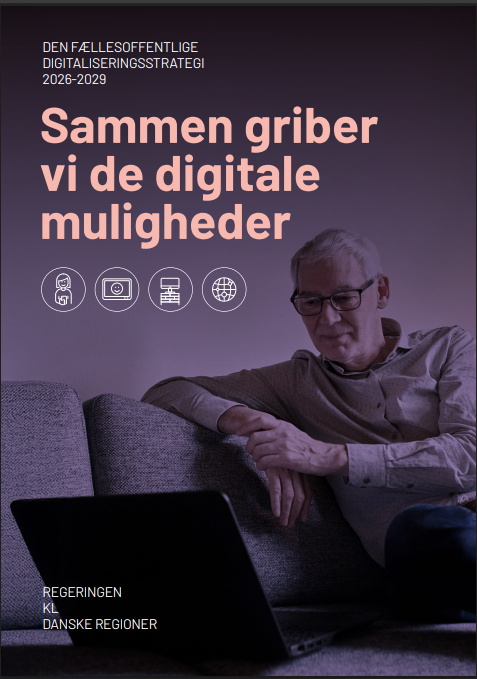 DEN FÆLLESOFFENTLIGE
DIGITALISERINGSSTRATEGI
2026-2029
Sammen griber
vi de digitale
muligheder
REGERINGEN
KL
DANSKE REGIONER